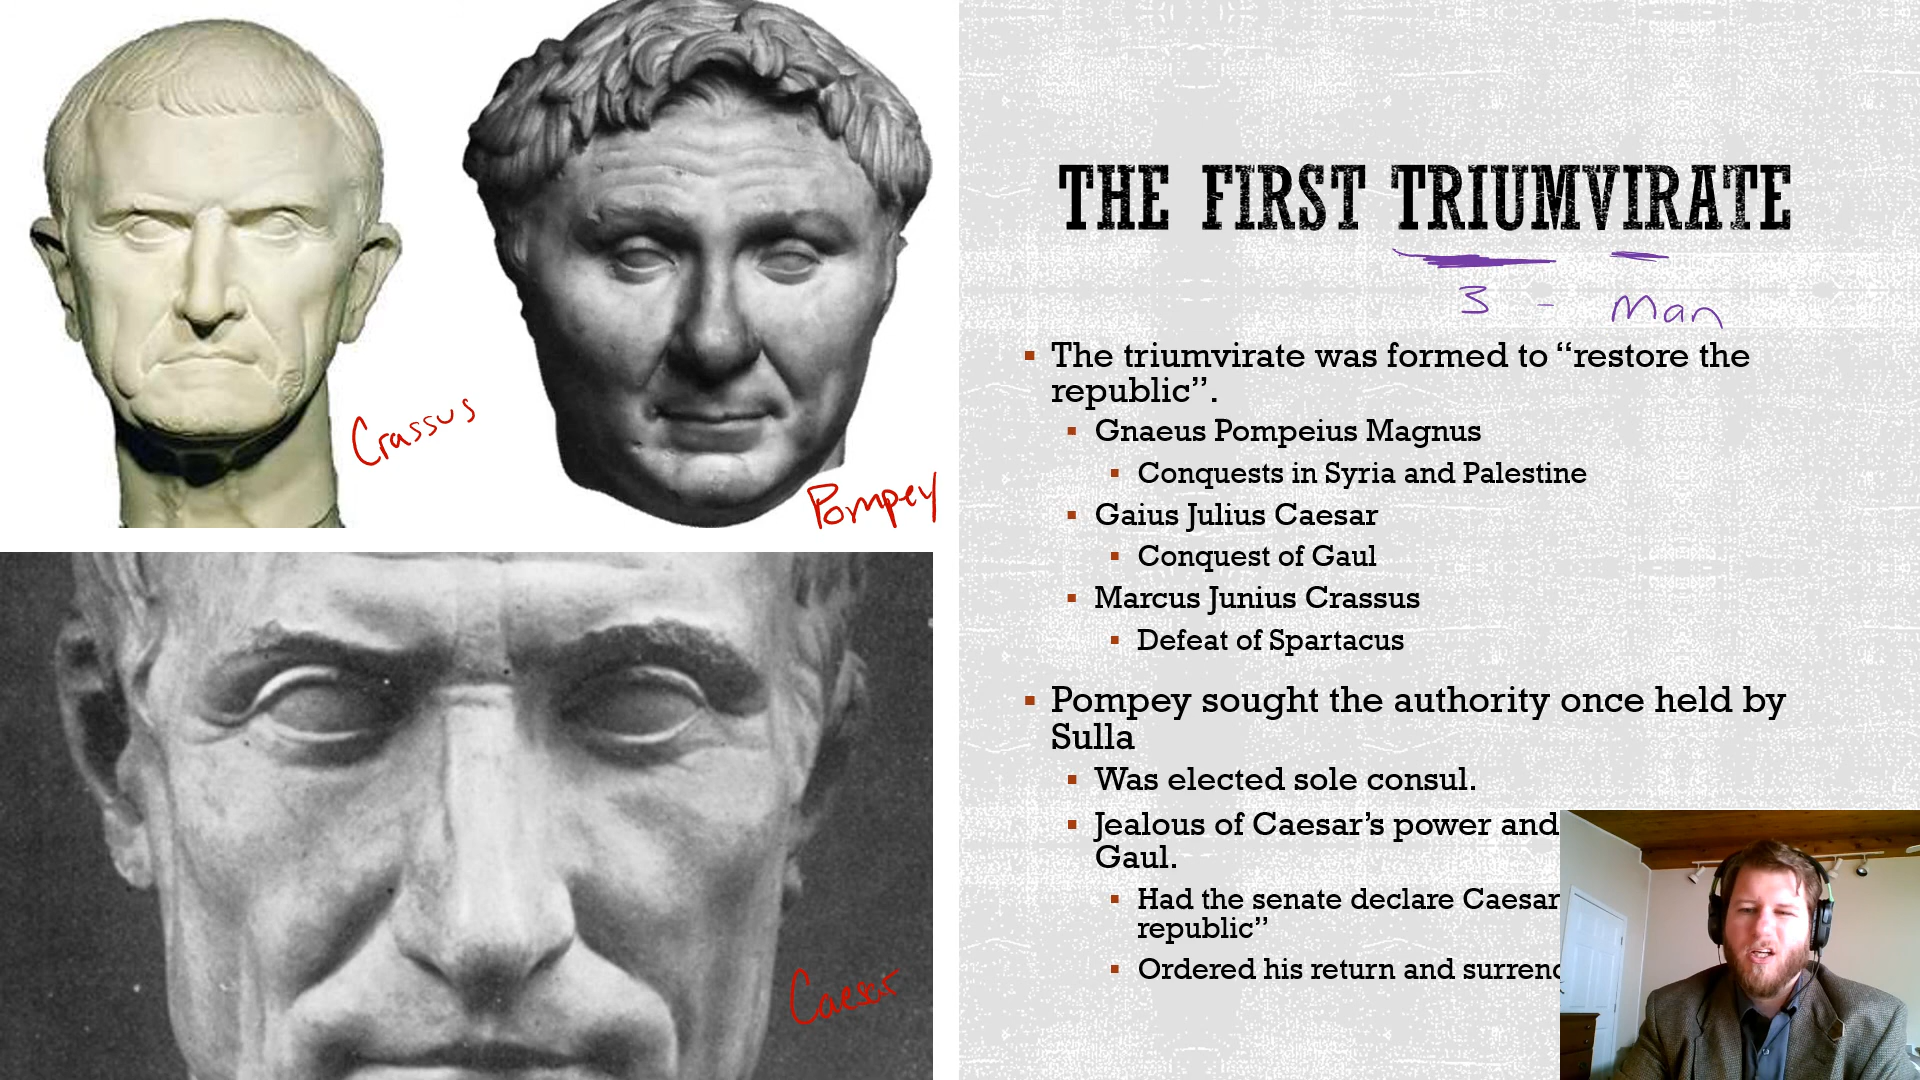 Crassus
Pompey
Caesar
THE FIRST TRIUMVIRATE
3 - Man
The triumvirate was formed to “restore the
republic”.
Gnaeus Pompeius Magnus
Conquests in Syria and Palestine
Gaius Julius Caesar
Conquest of Gaul
Marcus Junius Crassus
Defeat of Spartacus
Pompey sought the authority once held by
Sulla
Was elected sole consul.
Jealous of Caesar’s power and
Gaul.
Had the senate declare Caesar
republic”
Ordered his return and